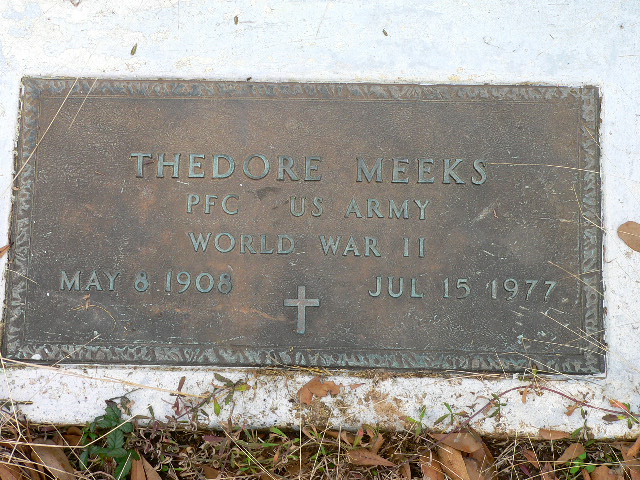 THEDORE MEEKS
PFC US ARMY
WORLD WAR II
MAY 8 1908 JUL 15 1977